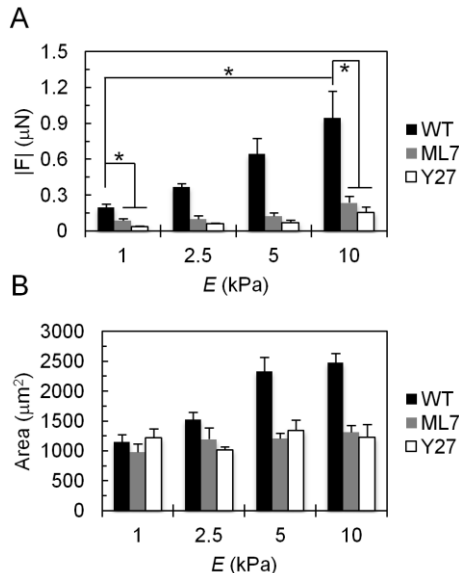 A
|F| (μN)
1.5
1.2
0.9
0.6
0.3
0
*
*
*
WT
ML7
Y27
1 2.5 5 10
E (kPa)
B
Area (μm²)
3000
2500
2000
1500
1000
500
0
WT
ML7
Y27
1 2.5 5 10
E (kPa)